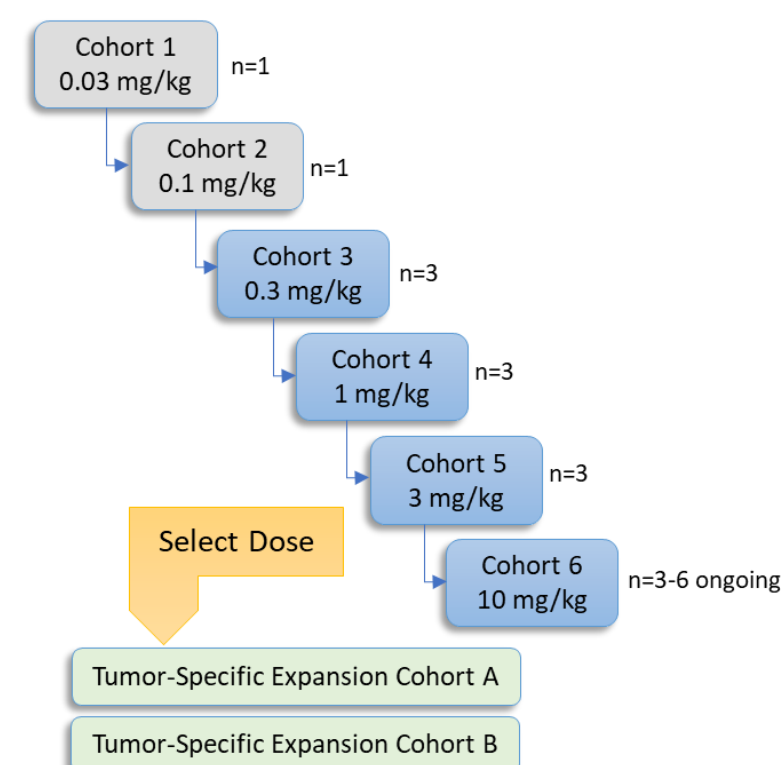 Cohort 1
0.03 mg/kg
n=1
Cohort 2
0.1 mg/kg
n=1
Cohort 3
0.3 mg/kg
n=3
Cohort 4
1 mg/kg
n=3
Cohort 5
3 mg/kg
n=3
Select Dose
Cohort 6
10 mg/kg
n=3-6 ongoing
Tumor-Specific Expansion Cohort A
Tumor-Specific Expansion Cohort B